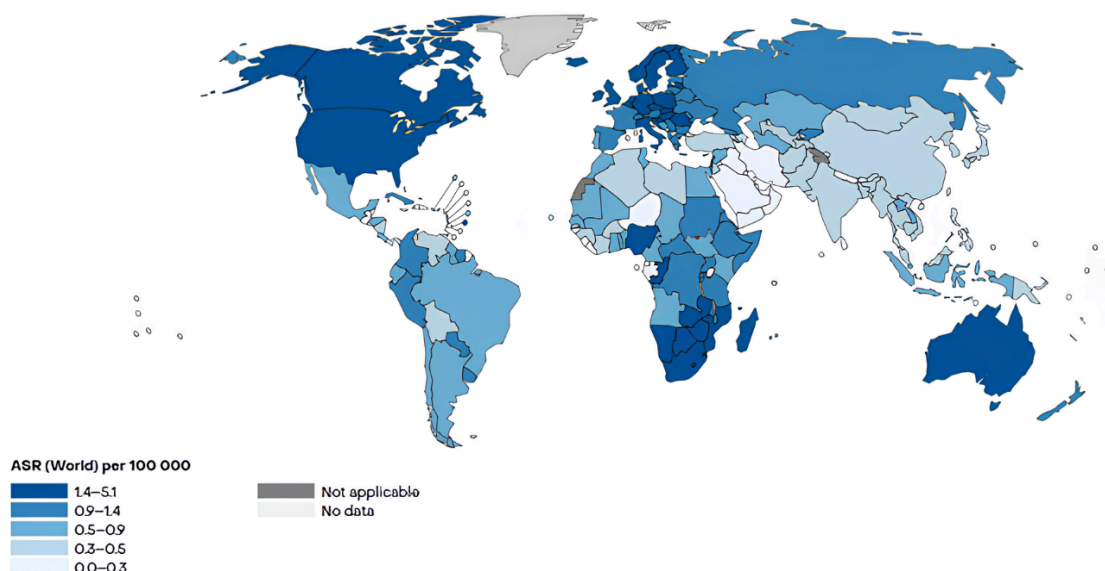 ASR (World) per 100 000
1.4–5.1
0.9–1.4
0.5–0.9
0.3–0.5
0.0–0.3
Not applicable
No data